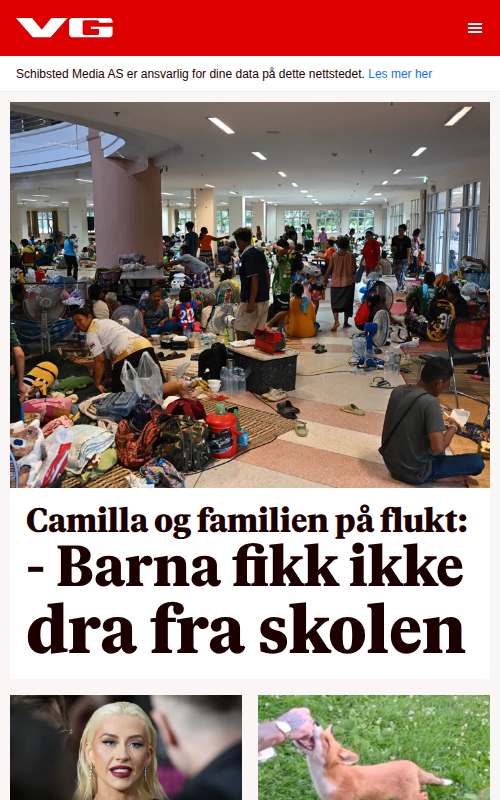 VG
Schibsted Media AS er ansvarlig for dine data på dette nettstedet. Les mer her
Camilla og familien på flukt:
- Barna fikk ikke
dra fra skolen